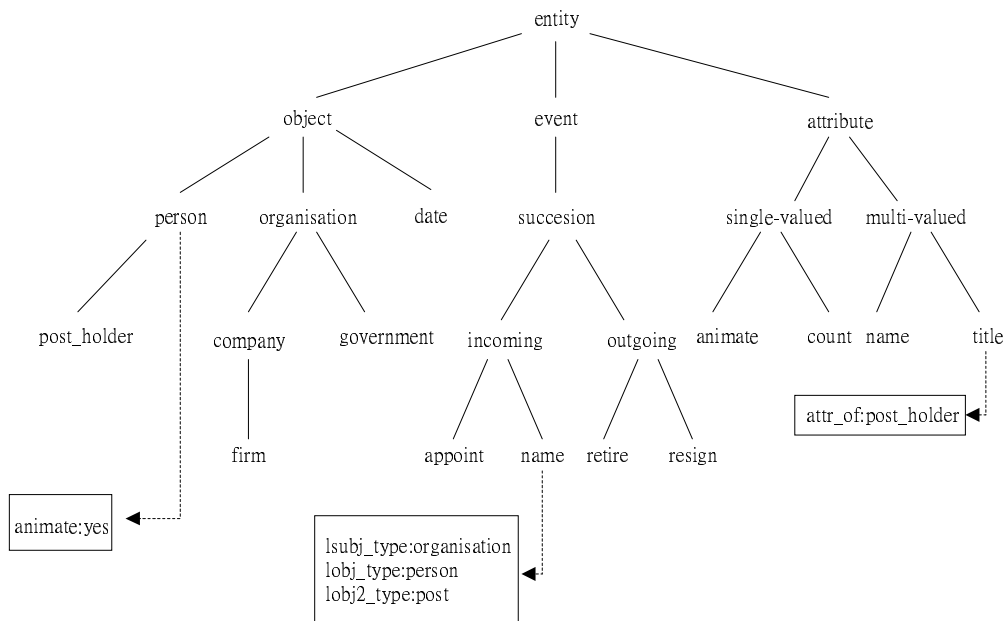 entity
object event attribute
person organisation date succesion single-valued multi-valued
post_holder company government incoming outgoing animate count name title
attr_of:post_holder
firm appoint name retire resign
animate:yes
lsubj_type:organisation
lobj_type:person
lobj2_type:post